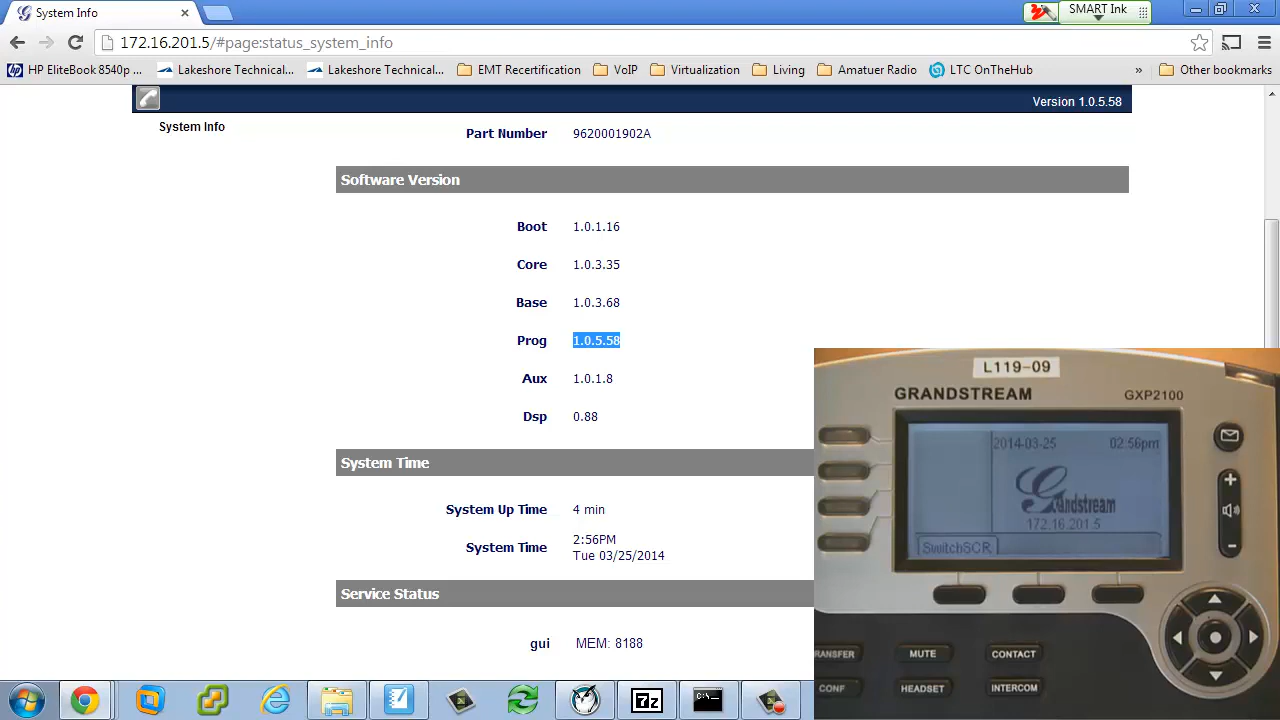 System Info
SMART Ink
172.16.201.5/#page:status_system_info
HP EliteBook 8540p ...
Lakeshore Technical...
Lakeshore Technical...
EMT Recertification
VoIP
Virtualization
Living
Amatuer Radio
LTC OnTheHub
»
Other bookmarks
Version 1.0.5.58
System Info
Part Number 9620001902A
Software Version
Boot 1.0.1.16
Core 1.0.3.35
Base 1.0.3.68
Prog 1.0.5.58
Aux 1.0.1.8
Dsp 0.88
System Time
System Up Time 4 min
System Time 2:56PM
Tue 03/25/2014
Service Status
gui MEM: 8188
L119-09
GRANDSTREAM GXP2100
2014-03-25 02:56pm
Grandstream
172.16.201.5
SwitchSCR
TRANSFER MUTE CONTACT
CONF HEADSET INTERCOM
7z
C:\